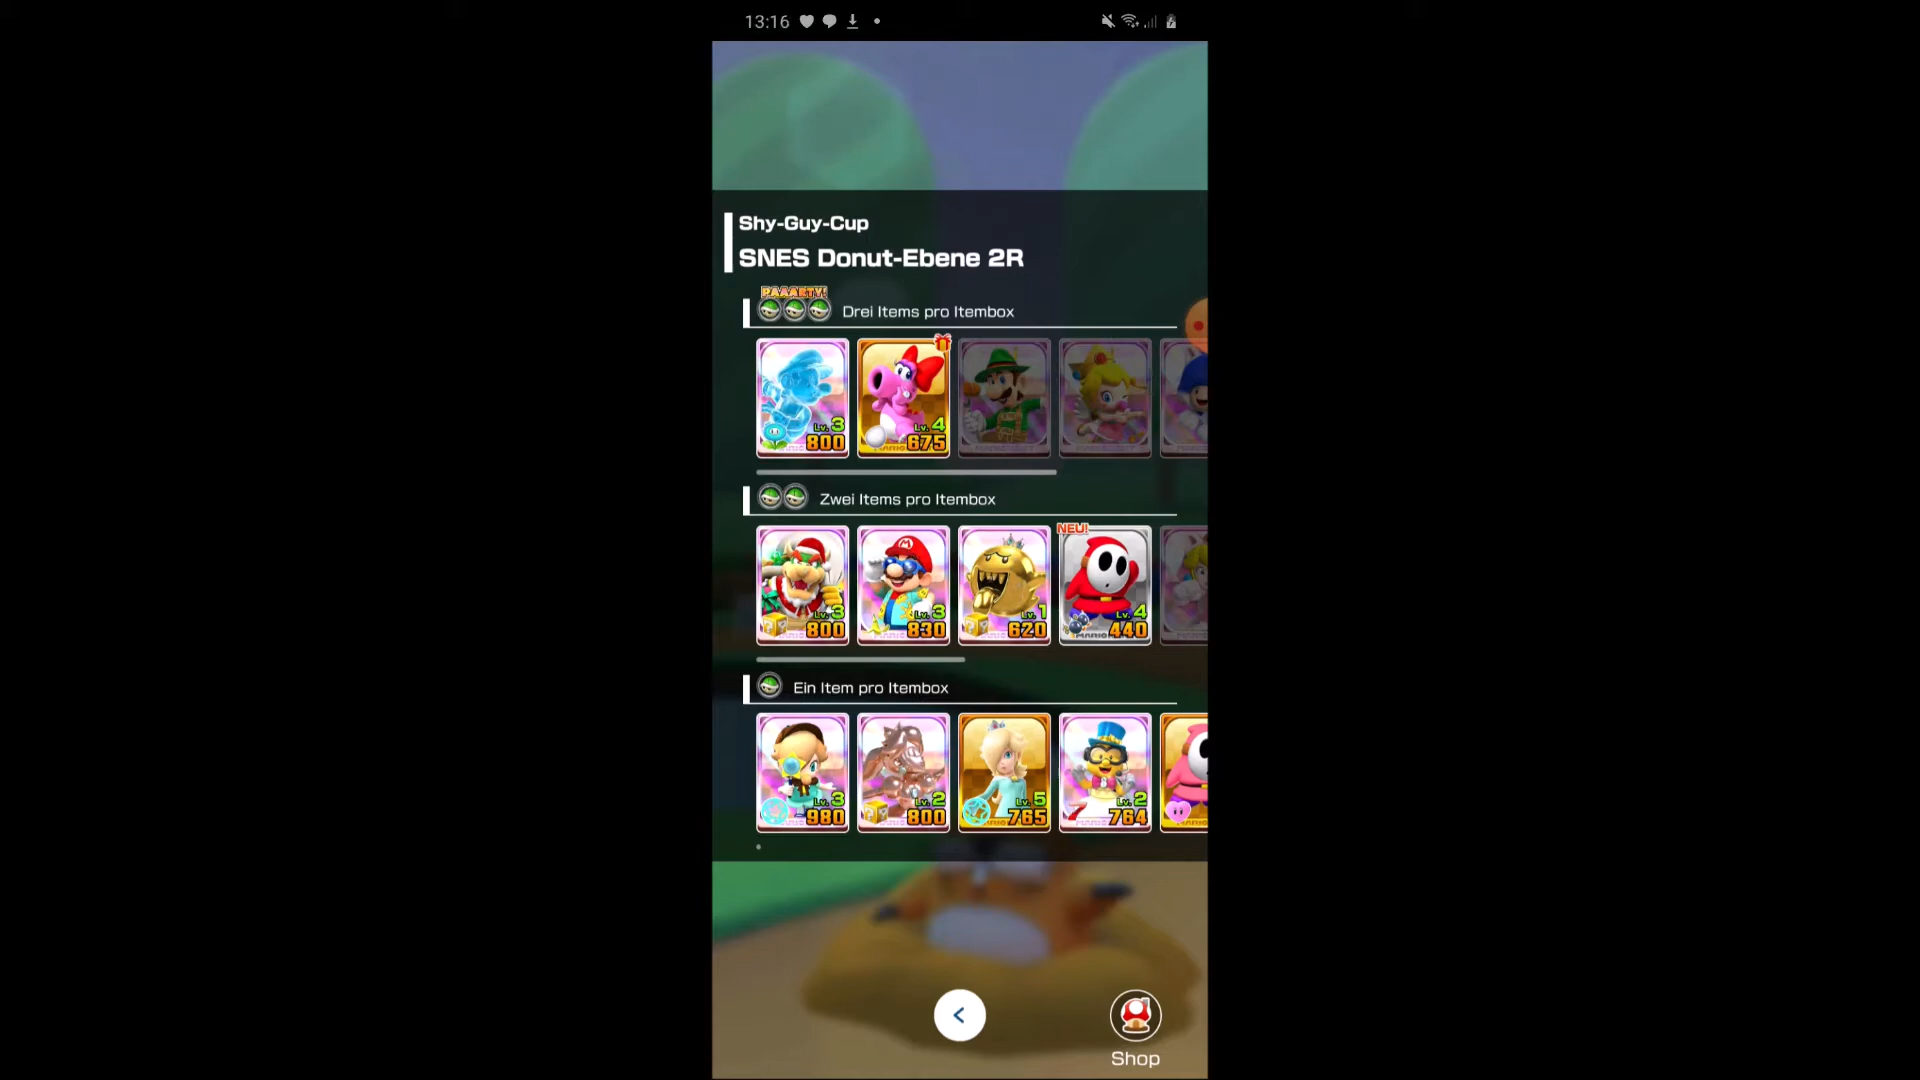 13:16
Shy-Guy-Cup
SNES Donut-Ebene 2R
PAAARTY!
Drei Items pro Itembox
Lv. 3
800
Lv. 4
675
Zwei Items pro Itembox
NEU!
Lv. 3
800
Lv. 3
830
Lv. 1
620
Lv. 4
440
Ein Item pro Itembox
Lv. 3
980
Lv. 2
800
Lv. 5
765
Lv. 2
764
Shop